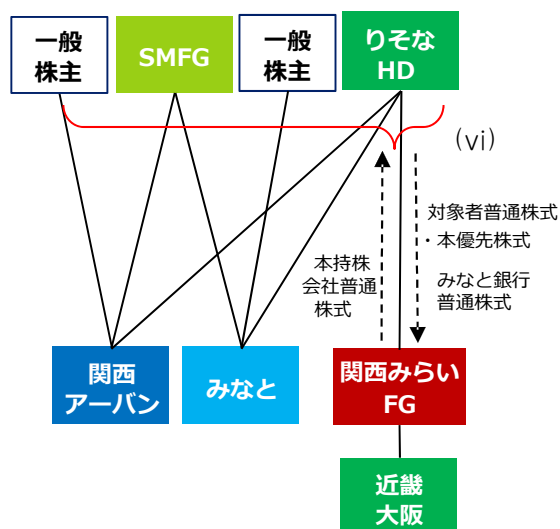 一般
株主
SMFG
一般
株主
りそな
HD
(vi)
対象者普通株式
・本優先株式
みなと銀行
普通株式
本持株
会社普通
株式
関西
アーバン
みなと
関西みらい
FG
近畿
大阪